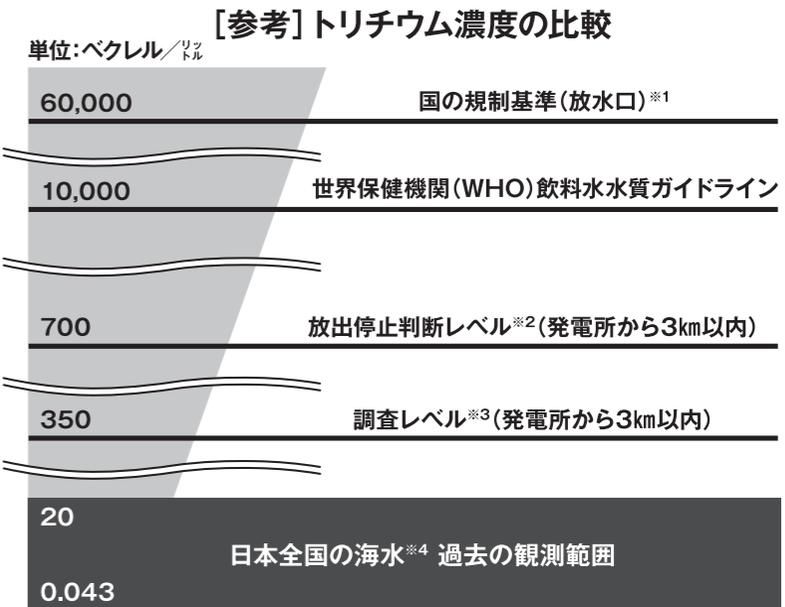 ［参考］トリチウム濃度の比較
単位：ベクレル／リットル
60,000 国の規制基準（放水口）※1
10,000 世界保健機関（WHO）飲料水水質ガイドライン
700 放出停止判断レベル※2（発電所から3㎞以内）
350 調査レベル※3（発電所から3㎞以内）
20
日本全国の海水※4 過去の観測範囲
0.043